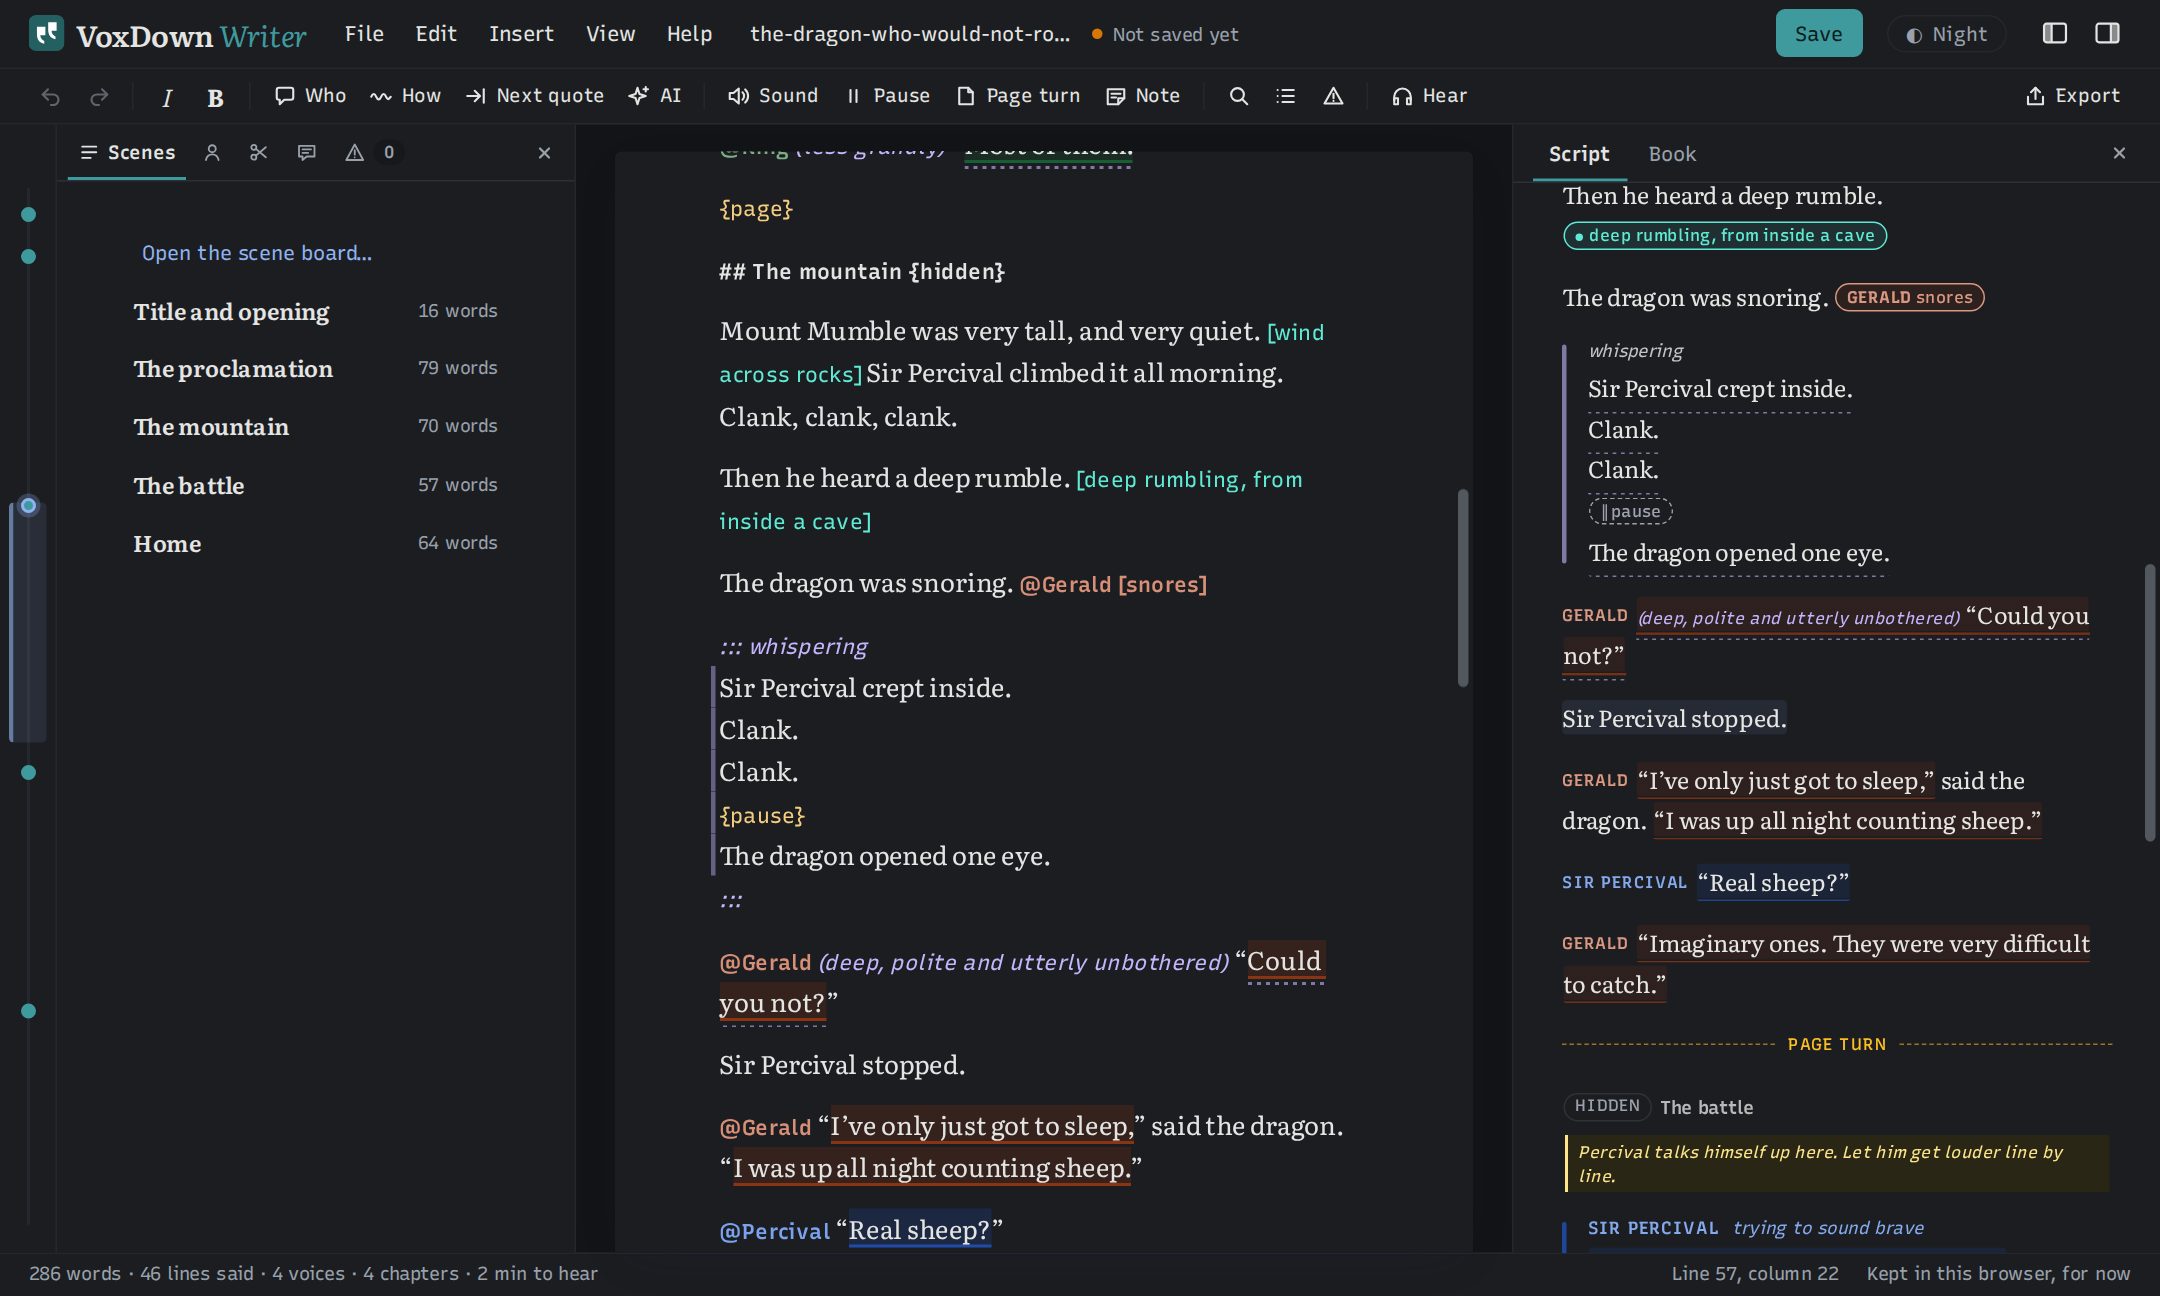 VoxDown Writer File Edit Insert View Help the-dragon-who-would-not-ro... Not saved yet Save Night
I B Who How Next quote AI Sound Pause Page turn Note Hear Export
Scenes 0
Open the scene board...
Title and opening 16 words
The proclamation 79 words
The mountain 70 words
The battle 57 words
Home 64 words
@King (less grandly) Most of them.
{page}
## The mountain {hidden}
Mount Mumble was very tall, and very quiet. [wind
across rocks] Sir Percival climbed it all morning.
Clank, clank, clank.
Then he heard a deep rumble. [deep rumbling, from
inside a cave]
The dragon was snoring. @Gerald [snores]
::: whispering
Sir Percival crept inside.
Clank.
Clank.
{pause}
The dragon opened one eye.
:::
@Gerald (deep, polite and utterly unbothered) “Could
you not?”
Sir Percival stopped.
@Gerald “I’ve only just got to sleep,” said the dragon.
“I was up all night counting sheep.”
@Percival “Real sheep?”
Script Book
Then he heard a deep rumble.
deep rumbling, from inside a cave
The dragon was snoring. GERALD snores
whispering
Sir Percival crept inside.
Clank.
Clank.
pause
The dragon opened one eye.
GERALD (deep, polite and utterly unbothered) “Could you
not?”
Sir Percival stopped.
GERALD “I’ve only just got to sleep,” said the
dragon. “I was up all night counting sheep.”
SIR PERCIVAL “Real sheep?”
GERALD “Imaginary ones. They were very difficult
to catch.”
PAGE TURN
HIDDEN The battle
Percival talks himself up here. Let him get louder line by
line.
SIR PERCIVAL trying to sound brave
286 words · 46 lines said · 4 voices · 4 chapters · 2 min to hear
Line 57, column 22 Kept in this browser, for now